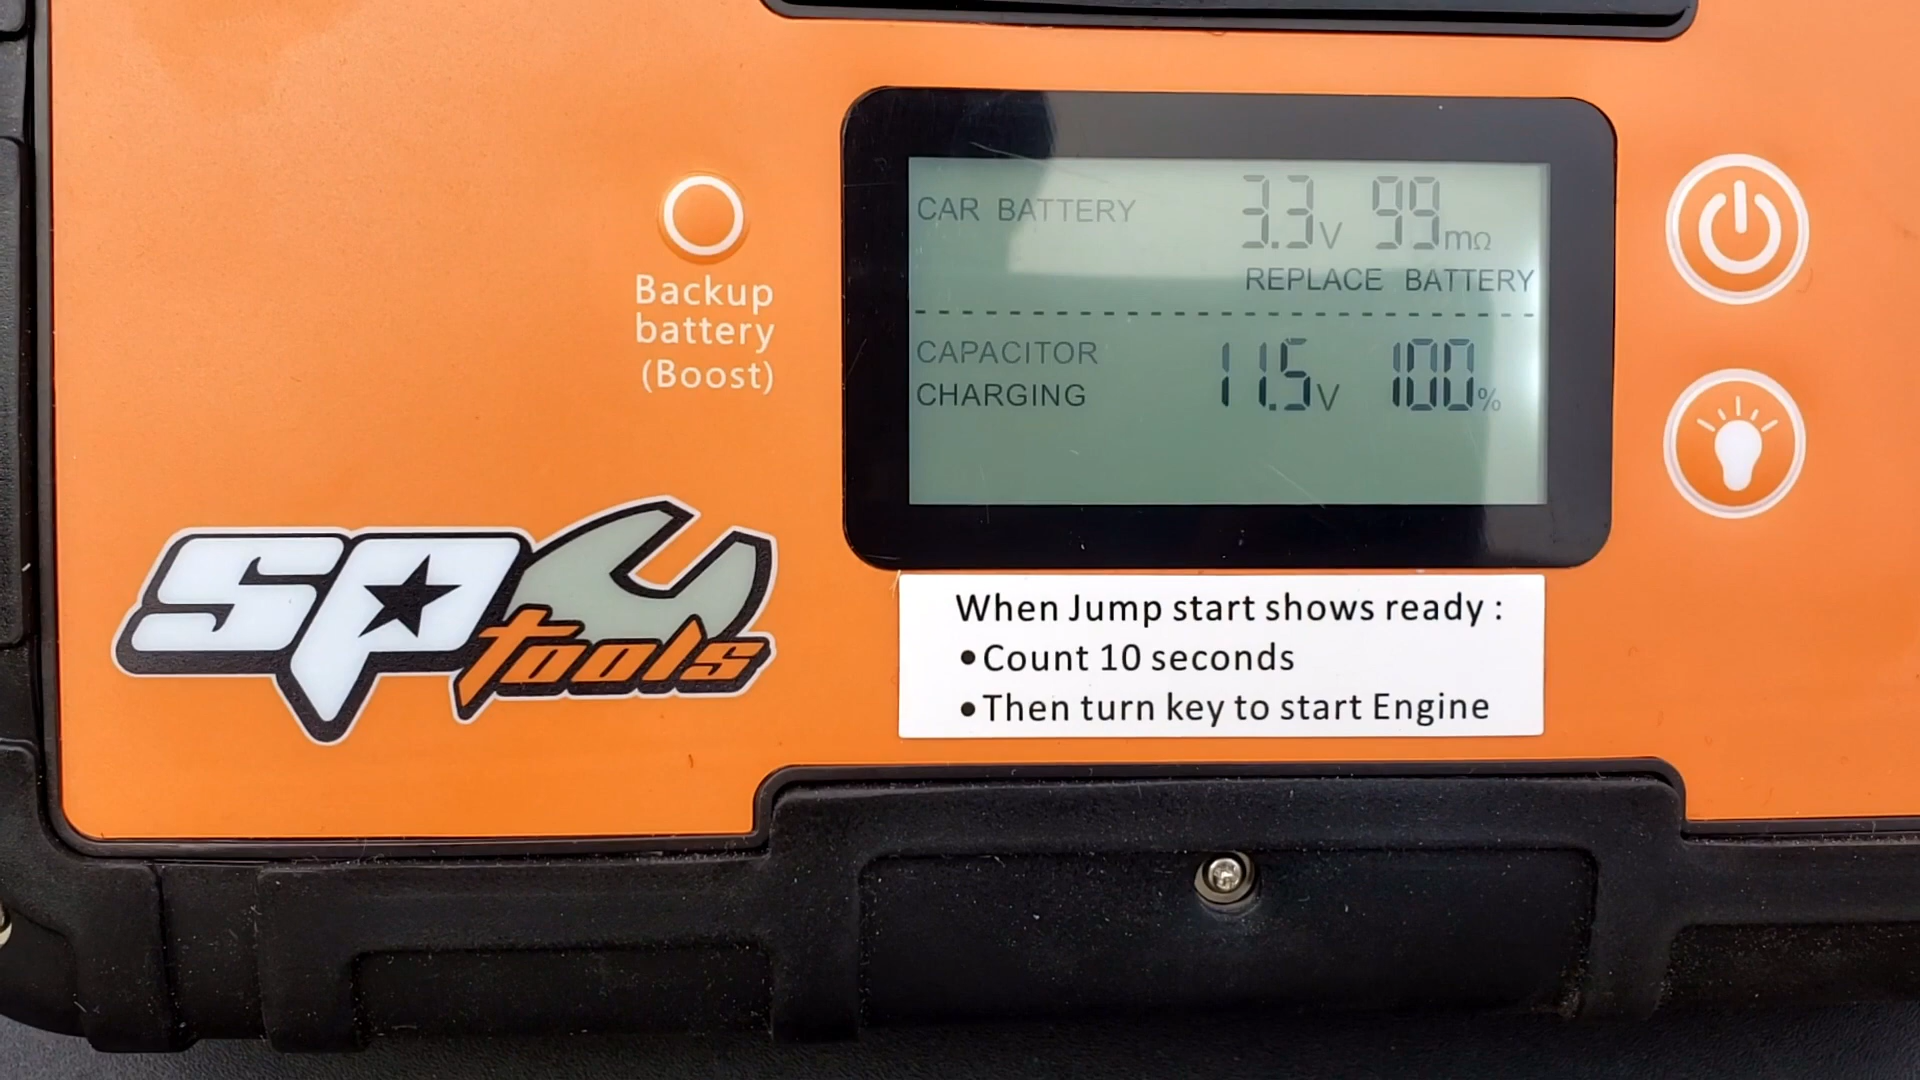 CAR BATTERY 3.3V 99mΩ
REPLACE BATTERY
CAPACITOR
CHARGING 11.5V 100%
Backup
battery
(Boost)
SP tools
When Jump start shows ready :
•Count 10 seconds
•Then turn key to start Engine